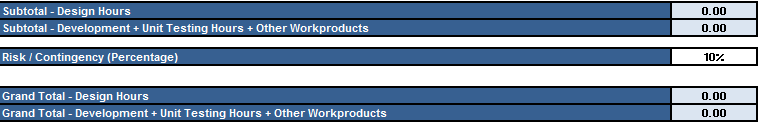 Subtotal - Design Hours 0.00
Subtotal - Development + Unit Testing Hours + Other Workproducts 0.00
Risk / Contingency (Percentage) 10%
Grand Total - Design Hours 0.00
Grand Total - Development + Unit Testing Hours + Other Workproducts 0.00